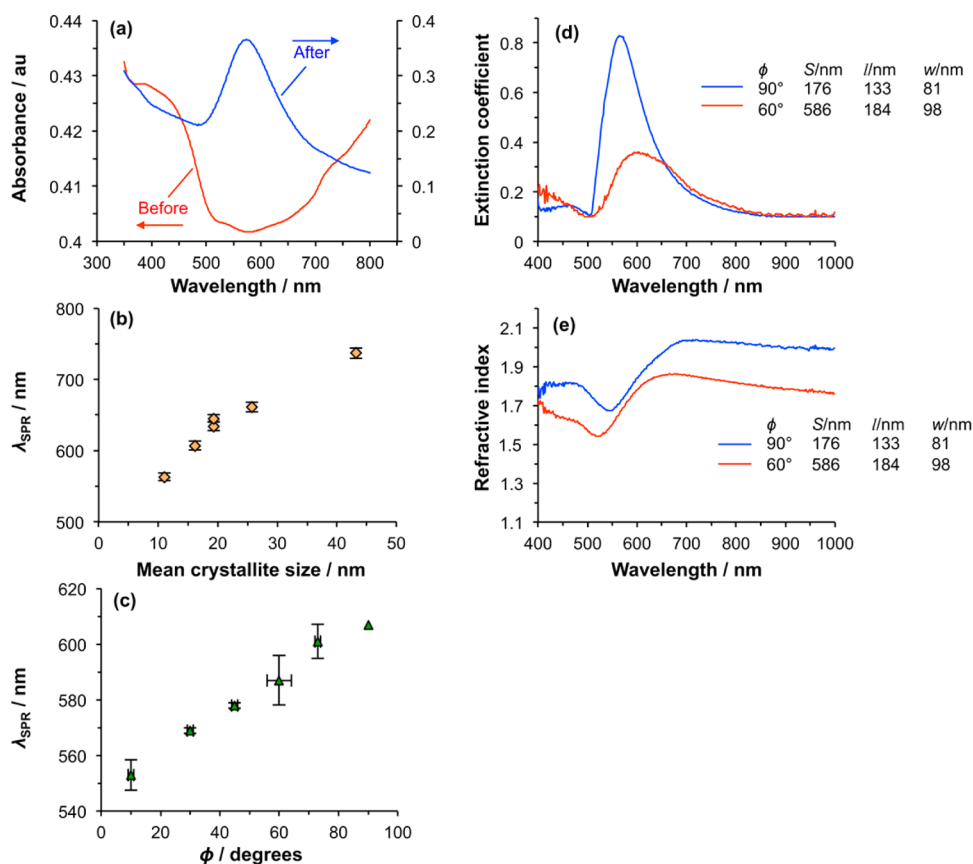 (a)
0.44
0.43
0.42
0.41
0.4
Absorbance / au
0.4
0.3
0.2
0.1
0
After
Before
300 400 500 600 700 800
Wavelength / nm
(b)
800
700
600
500
λSPR / nm
0 10 20 30 40 50
Mean crystallite size / nm
(c)
620
600
580
560
540
λSPR / nm
0 20 40 60 80 100
ϕ / degrees
(d)
0.8
0.6
0.4
0.2
0
Extinction coefficient
ϕ S/nm l/nm w/nm
90° 176 133 81
60° 586 184 98
400 500 600 700 800 900 1000
Wavelength / nm
(e)
2.1
1.9
1.7
1.5
1.3
1.1
Refractive index
ϕ S/nm l/nm w/nm
90° 176 133 81
60° 586 184 98
400 500 600 700 800 900 1000
Wavelength / nm